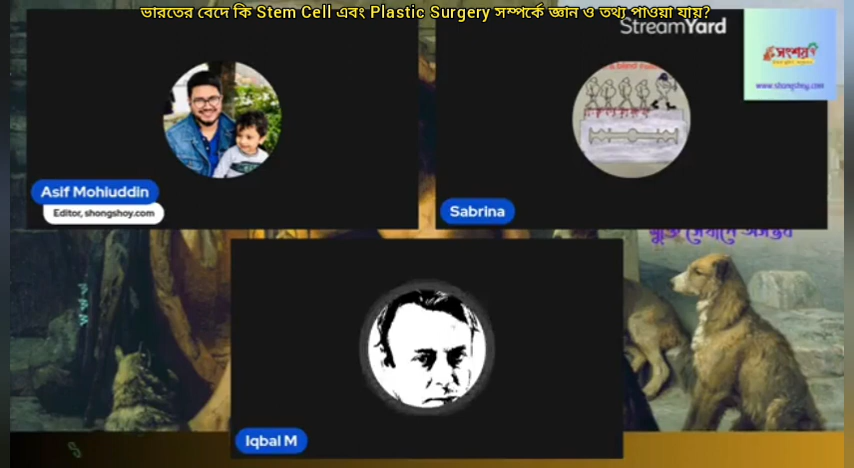 ভারতের বেদে কি Stem Cell এবং Plastic Surgery সম্পর্কে জ্ঞান ও তথ্য পাওয়া যায়?
StreamYard
সংশয়
www.shongshoy.com
Asif Mohiuddin
Editor, shongshoy.com
Sabrina
Iqbal M